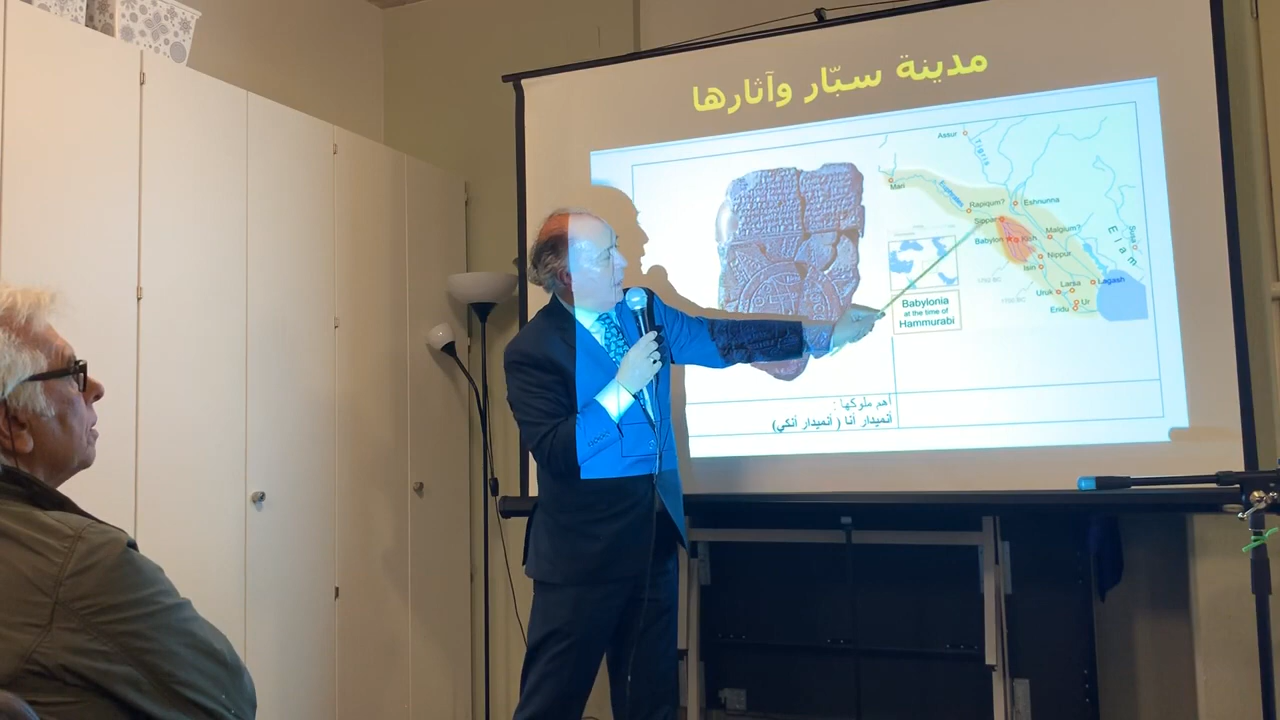 مدينة سبّار وآثارها
Assur
Tigris
Mari
Euphrates
Rapiqum?
Eshnunna
Sippar
Babylon
Kish
Malgium?
Elam
Susa
Nippur
Isin
Larsa
Lagash
Uruk
Ur
Eridu
Babylonia
at the time of
Hammurabi
أهم ملوكها :
أنميدار أنا ( أنميدار أنكي)